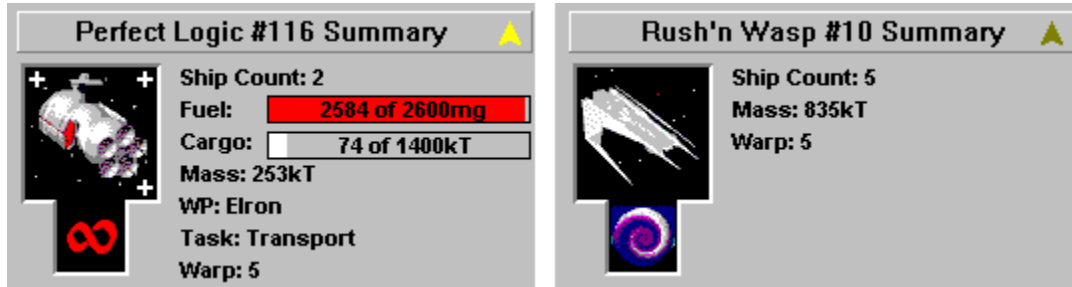 Perfect Logic #116 Summary
Ship Count: 2
Fuel: 2584 of 2600mg
Cargo: 74 of 1400kT
Mass: 253kT
WP: Elron
Task: Transport
Warp: 5
Rush'n Wasp #10 Summary
Ship Count: 5
Mass: 835kT
Warp: 5